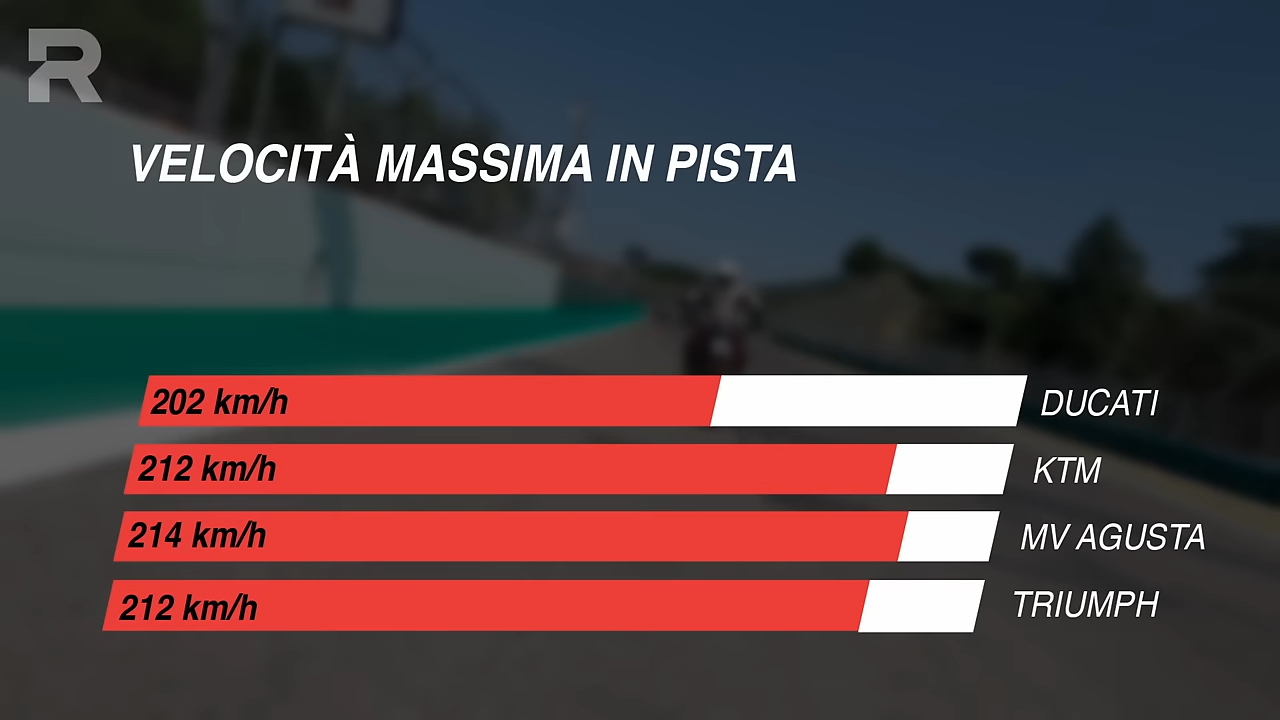 R
VELOCITÀ MASSIMA IN PISTA
202 km/h DUCATI
212 km/h KTM
214 km/h MV AGUSTA
212 km/h TRIUMPH